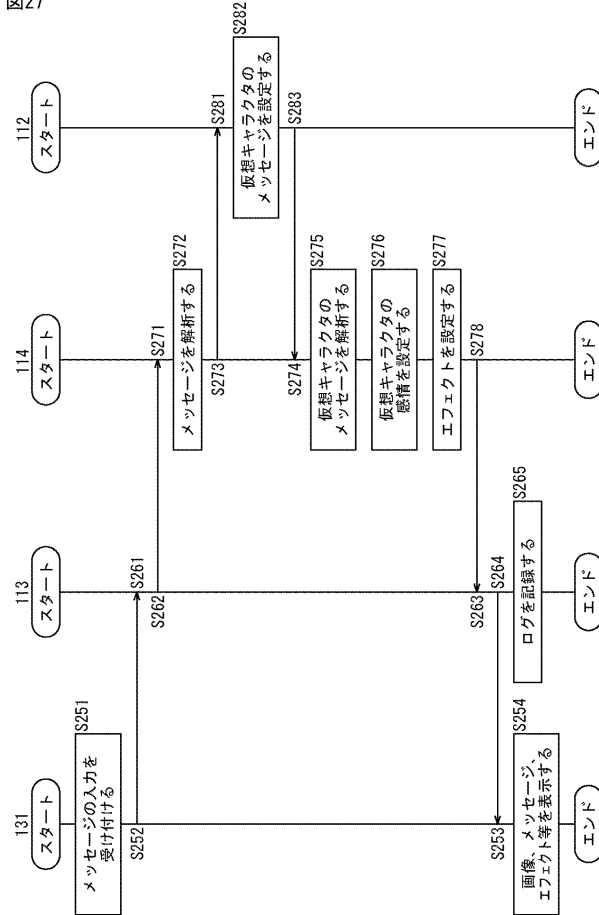 図27
131
スタート
S251
メッセージの入力を
受け付ける
S252
S253
S254
画像、メッセージ、
エフェクト等を表示する
エンド
113
スタート
S261
S262
S263
S264
S265
ログを記録する
エンド
114
スタート
S271
S272
メッセージを解析する
S273
S274
S275
仮想キャラクタの
メッセージを解析する
S276
仮想キャラクタの
感情を設定する
S277
エフェクトを設定する
S278
エンド
112
スタート
S281
S282
仮想キャラクタの
メッセージを設定する
S283
エンド